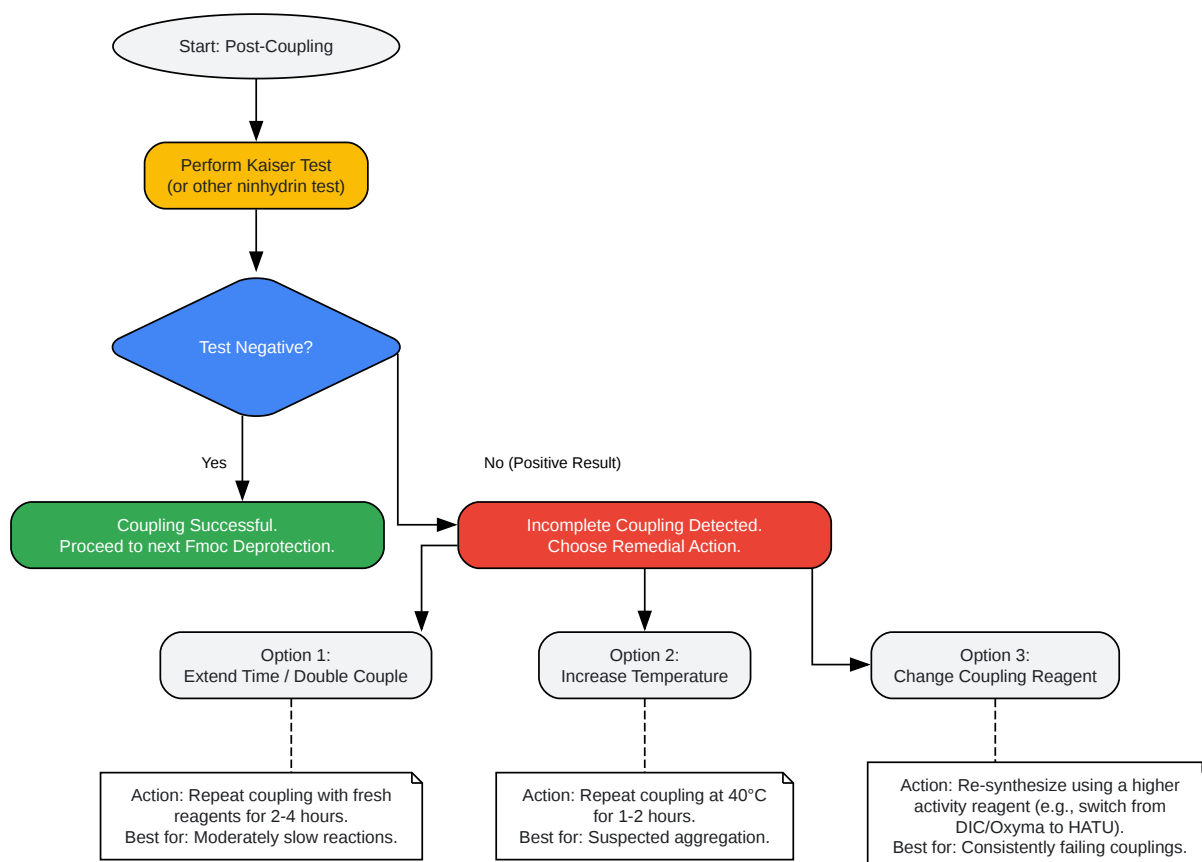 Start: Post-Coupling
Perform Kaiser Test
(or other ninhydrin test)
Test Negative?
Yes
No (Positive Result)
Coupling Successful.
Proceed to next Fmoc Deprotection.
Incomplete Coupling Detected.
Choose Remedial Action.
Option 1:
Extend Time / Double Couple
Option 2:
Increase Temperature
Option 3:
Change Coupling Reagent
Action: Repeat coupling with fresh
reagents for 2-4 hours.
Best for: Moderately slow reactions.
Action: Repeat coupling at 40°C
for 1-2 hours.
Best for: Suspected aggregation.
Action: Re-synthesize using a higher
activity reagent (e.g., switch from
DIC/Oxyma to HATU).
Best for: Consistently failing couplings.